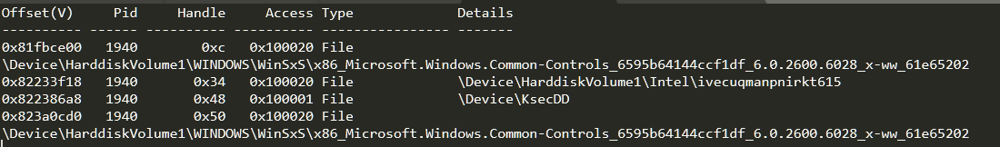 Offset(V) Pid Handle Access Type Details
---------- ------ ---------- ---------- ---------------- -------
0x81fbce00 1940 0xc 0x100020 File
\Device\HarddiskVolume1\WINDOWS\WinSxS\x86_Microsoft.Windows.Common-Controls_6595b64144ccf1df_6.0.2600.6028_x-ww_61e65202
0x82233f18 1940 0x34 0x100020 File \Device\HarddiskVolume1\Intel\ivecuqmanpnirkt615
0x822386a8 1940 0x48 0x100001 File \Device\KsecDD
0x823a0cd0 1940 0x50 0x100020 File
\Device\HarddiskVolume1\WINDOWS\WinSxS\x86_Microsoft.Windows.Common-Controls_6595b64144ccf1df_6.0.2600.6028_x-ww_61e65202